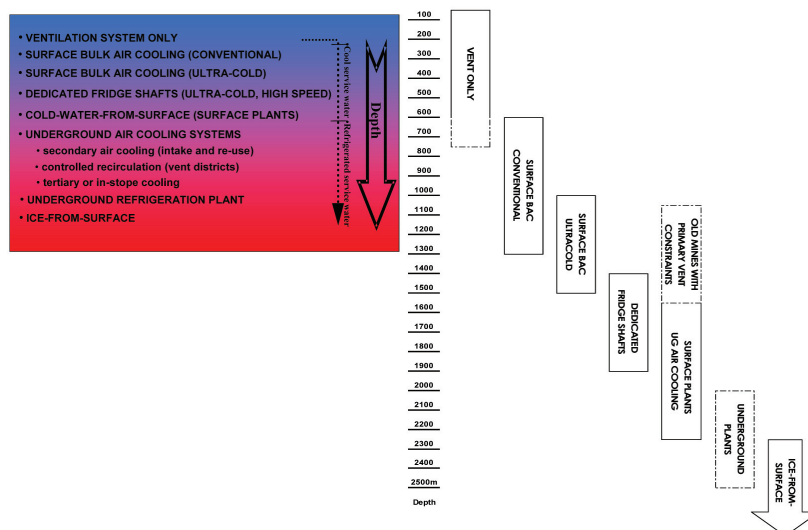 • VENTILATION SYSTEM ONLY
• SURFACE BULK AIR COOLING (CONVENTIONAL)
• SURFACE BULK AIR COOLING (ULTRA-COLD)
• DEDICATED FRIDGE SHAFTS (ULTRA-COLD, HIGH SPEED)
• COLD-WATER-FROM-SURFACE (SURFACE PLANTS)
• UNDERGROUND AIR COOLING SYSTEMS
• secondary air cooling (intake and re-use)
• controlled recirculation (vent districts)
• tertiary or in-stope cooling
• UNDERGROUND REFRIGERATION PLANT
• ICE-FROM-SURFACE
Cool service water
Refrigerated service water
Depth
100
200
300
400
500
600
700
800
900
1000
1100
1200
1300
1400
1500
1600
1700
1800
1900
2000
2100
2200
2300
2400
2500m
Depth
VENT ONLY
SURFACE BAC
CONVENTIONAL
SURFACE BAC
ULTRACOLD
DEDICATED
FRIDGE SHAFTS
OLD MINES WITH
PRIMARY VENT
CONSTRAINTS
SURFACE PLANTS
UG AIR COOLING
UNDERGROUND
PLANTS
ICE-FROM-
SURFACE